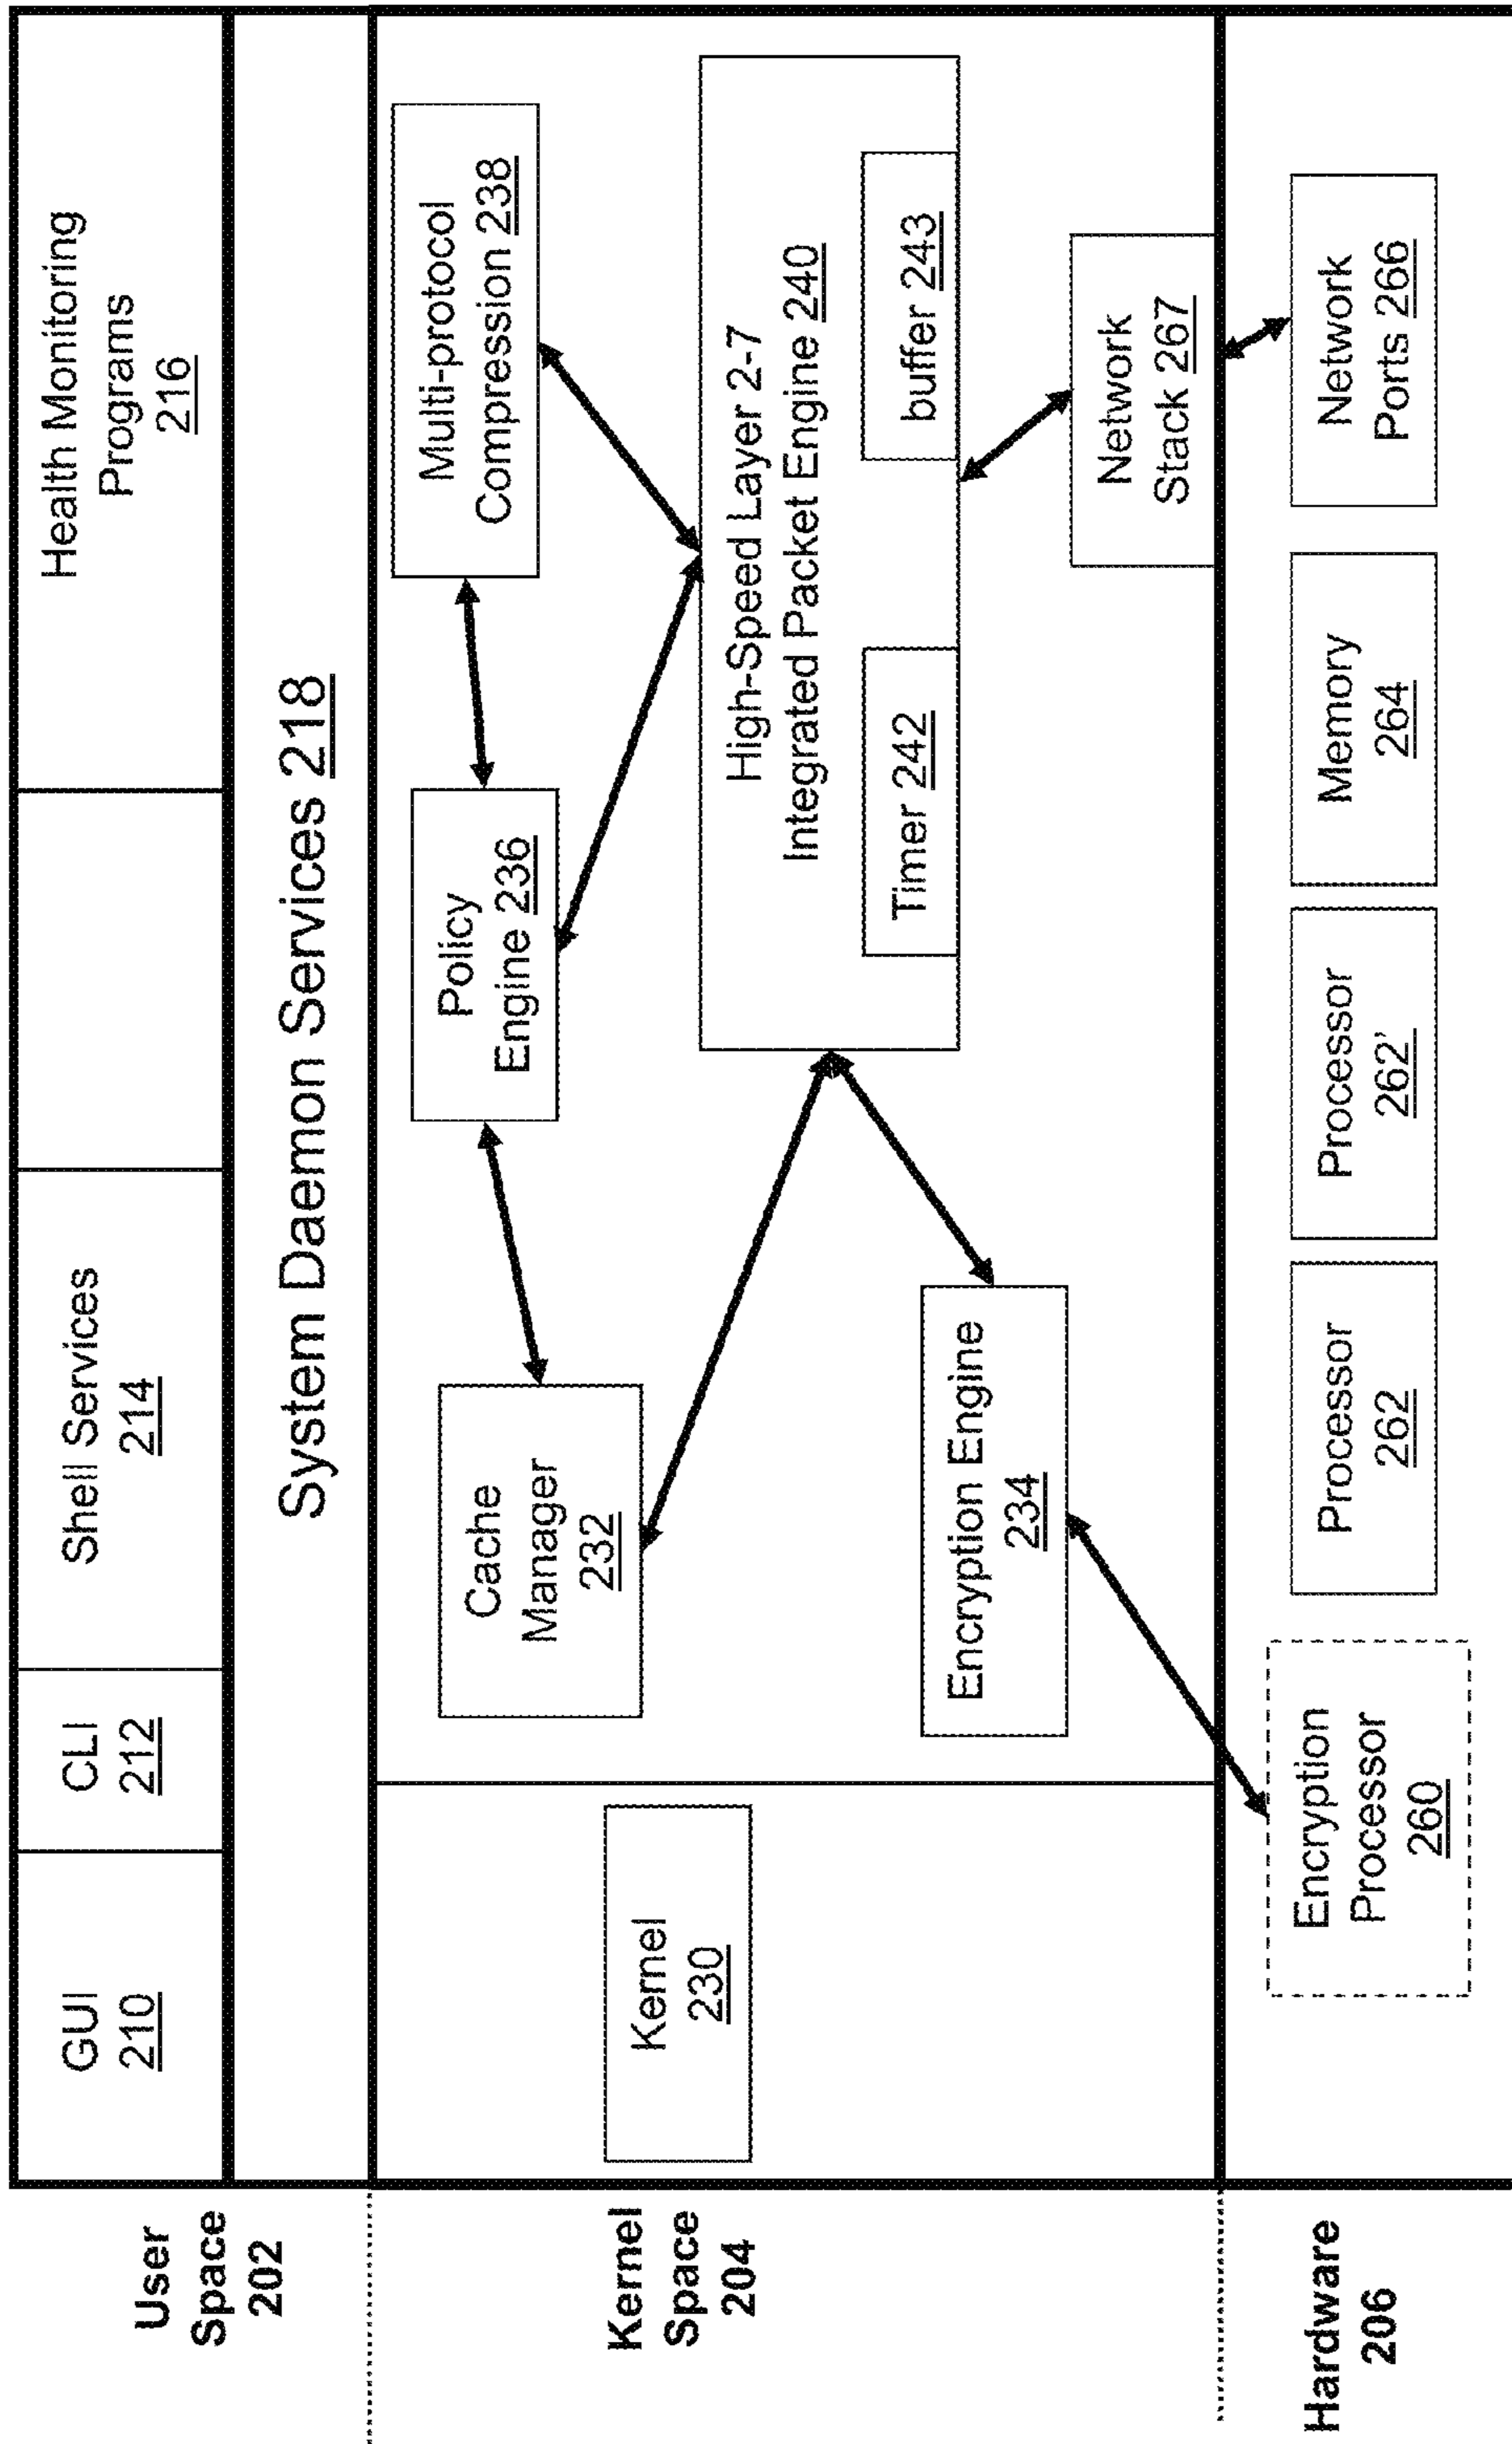 User
Space
202
GUI
210
CLI
212
Shell Services
214
Health Monitoring
Programs
216
System Daemon Services 218
Kernel
Space
204
Kernel
230
Cache
Manager
232
Policy
Engine 236
Multi-protocol
Compression 238
High-Speed Layer 2-7
Integrated Packet Engine 240
Timer 242
buffer 243
Encryption Engine
234
Network
Stack 267
Hardware
206
Encryption
Processor
260
Processor
262
Processor
262’
Memory
264
Network
Ports 266